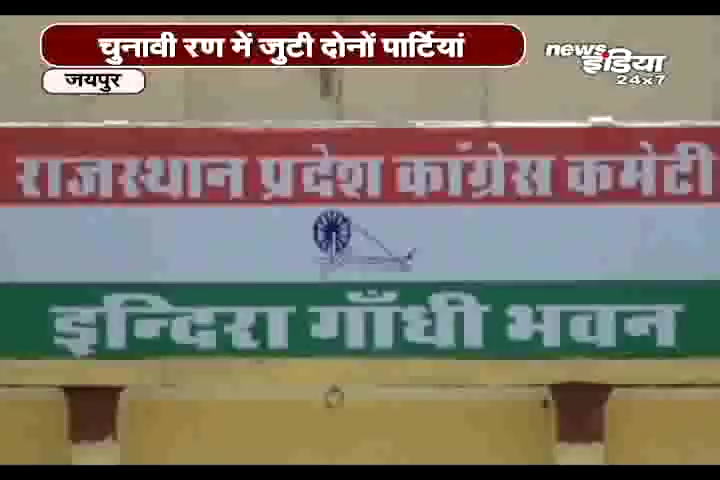 चुनावी रण में जुटी दोनों पार्टियां
जयपुर
news
इंडिया
24x7
राजस्थान प्रदेश कांग्रेस कमेटी
इन्दिरा गाँधी भवन